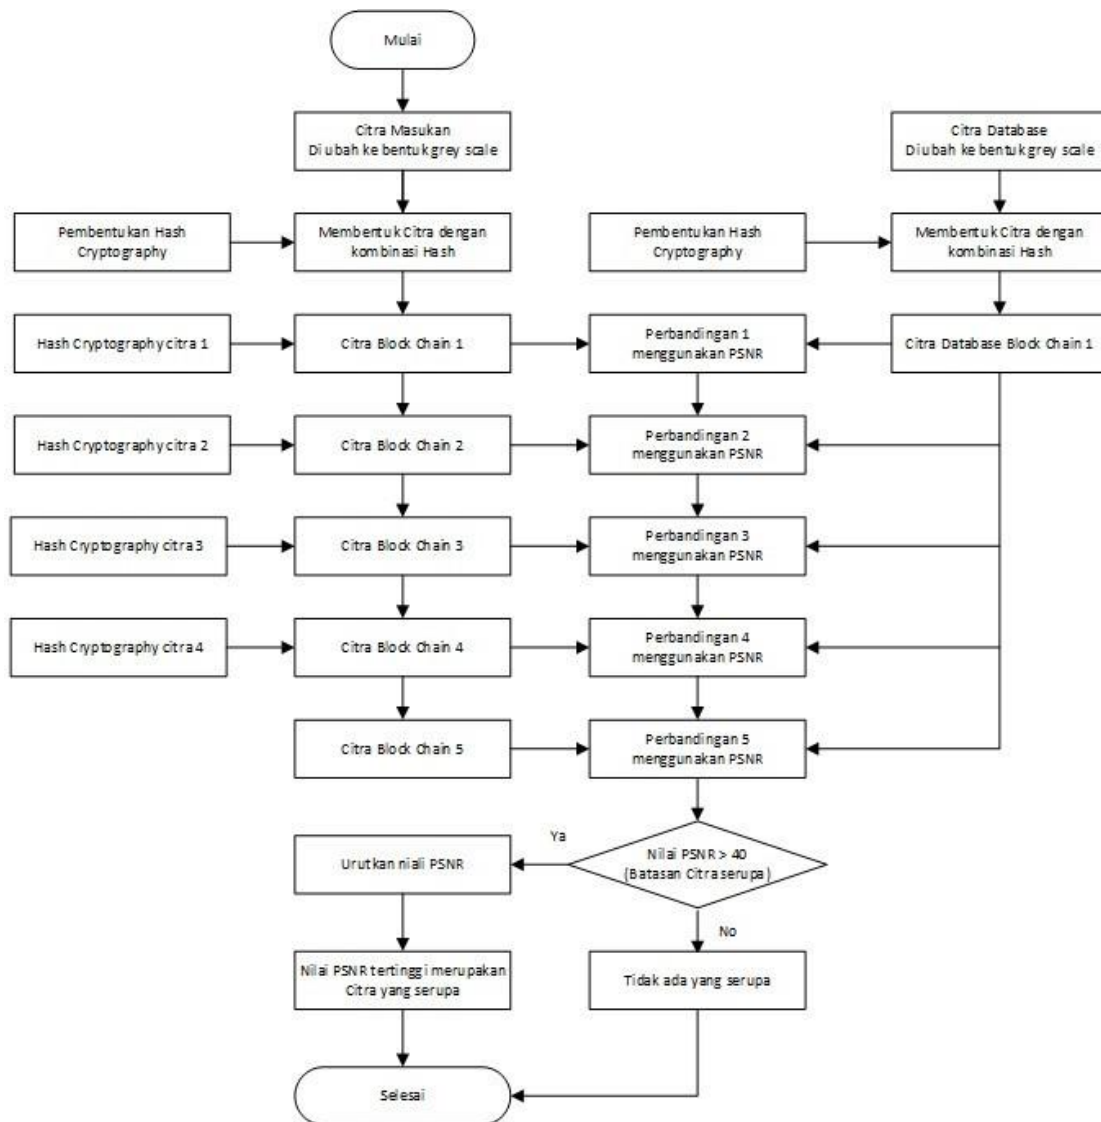 Mulai
Citra Masukan
Di ubah ke bentuk grey scale
Citra Database
Di ubah ke bentuk grey scale
Pembentukan Hash
Cryptography
Membentuk Citra dengan
kombinasi Hash
Pembentukan Hash
Cryptography
Membentuk Citra dengan
kombinasi Hash
Hash Cryptography citra 1
Citra Block Chain 1
Perbandingan 1
menggunakan PSNR
Citra Database Block Chain 1
Hash Cryptography citra 2
Citra Block Chain 2
Perbandingan 2
menggunakan PSNR
Hash Cryptography citra 3
Citra Block Chain 3
Perbandingan 3
menggunakan PSNR
Hash Cryptography citra 4
Citra Block Chain 4
Perbandingan 4
menggunakan PSNR
Citra Block Chain 5
Perbandingan 5
menggunakan PSNR
Ya
Urutkan niali PSNR
Nilai PSNR > 40
(Batasan Citra serupa)
No
Nilai PSNR tertinggi merupakan
Citra yang serupa
Tidak ada yang serupa
Selesai